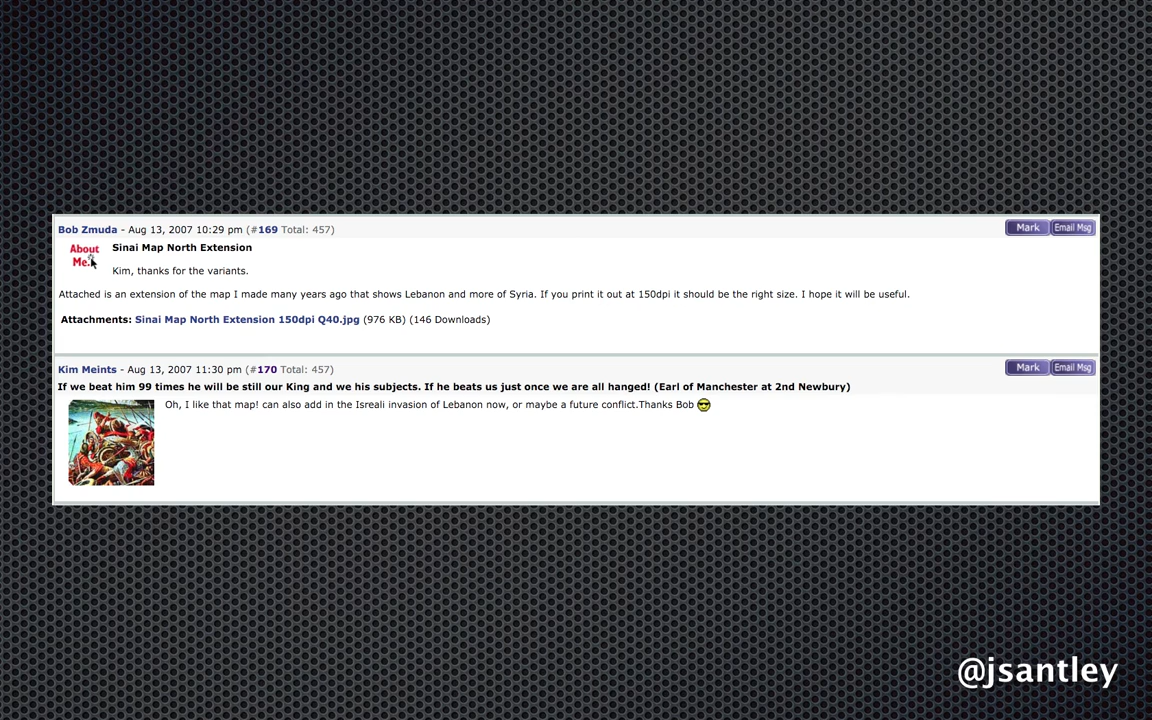 Bob Zmuda - Aug 13, 2007 10:29 pm (#169 Total: 457)
Mark
Email Msg
About
Me.
Sinai Map North Extension
Kim, thanks for the variants.
Attached is an extension of the map I made many years ago that shows Lebanon and more of Syria. If you print it out at 150dpi it should be the right size. I hope it will be useful.
Attachments: Sinai Map North Extension 150dpi Q40.jpg (976 KB) (146 Downloads)
Kim Meints - Aug 13, 2007 11:30 pm (#170 Total: 457)
Mark
Email Msg
If we beat him 99 times he will be still our King and we his subjects. If he beats us just once we are all hanged! (Earl of Manchester at 2nd Newbury)
Oh, I like that map! can also add in the Isreali invasion of Lebanon now, or maybe a future conflict.Thanks Bob
@jsantley